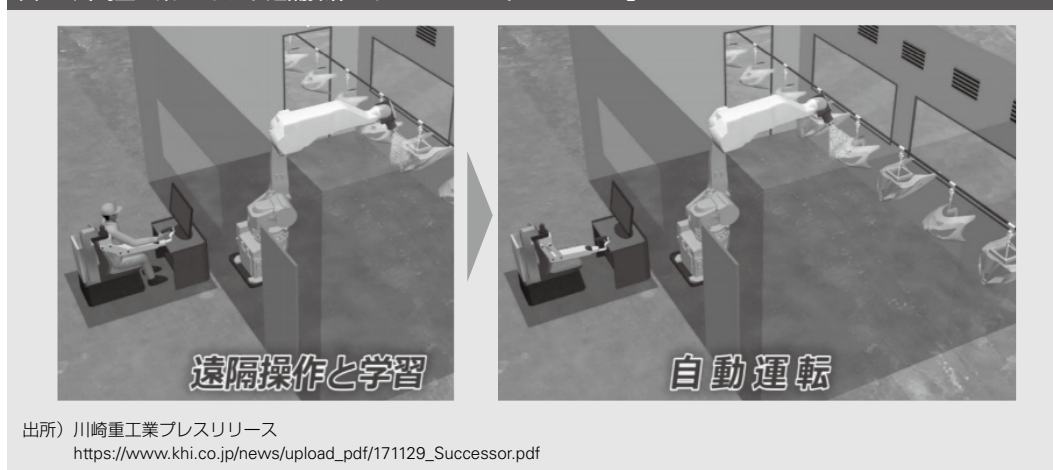 遠隔操作と学習
自動運転
出所）川崎重工業プレスリリース
https://www.khi.co.jp/news/upload_pdf/171129_Successor.pdf